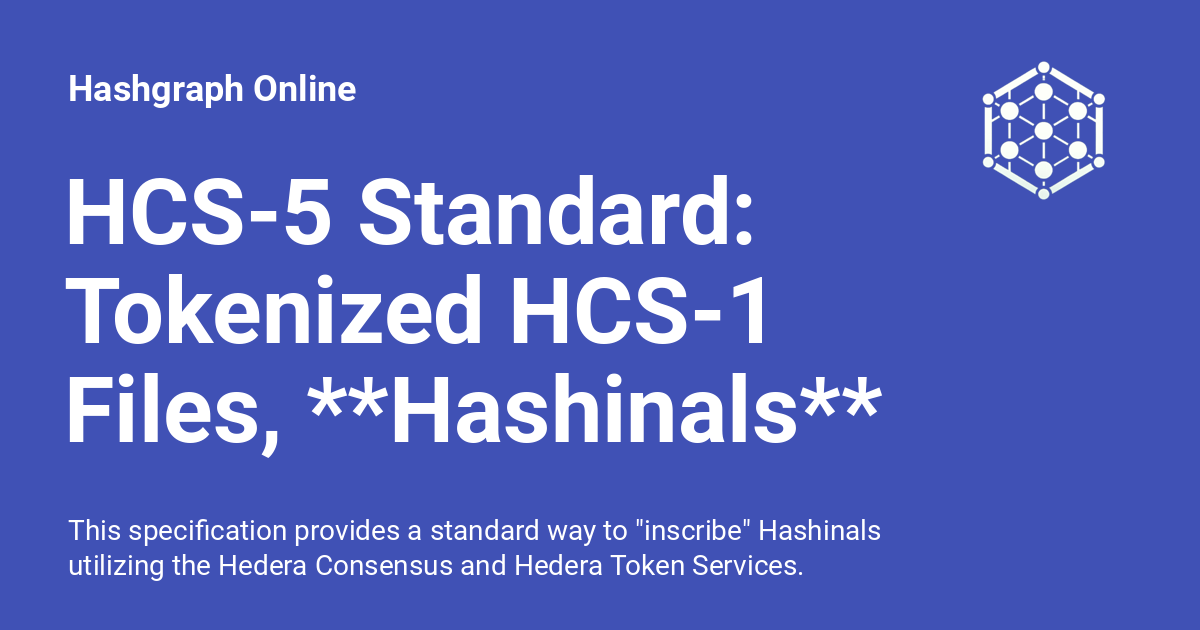 Hashgraph Online
HCS-5 Standard:
Tokenized HCS-1
Files, **Hashinals**
This specification provides a standard way to "inscribe" Hashinals
utilizing the Hedera Consensus and Hedera Token Services.